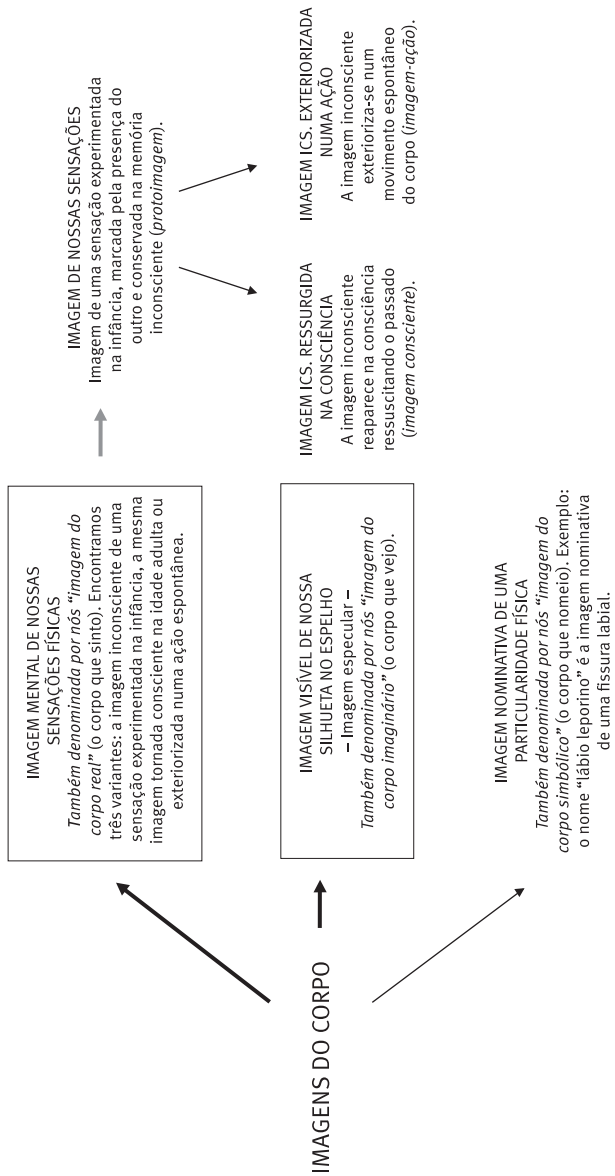 IMAGENS DO CORPO
IMAGEM MENTAL DE NOSSAS
SENSAÇÕES FÍSICAS
Também denominada por nós “imagem do
corpo real” (o corpo que sinto). Encontramos
três variantes: a imagem inconsciente de uma
sensação experimentada na infância, a mesma
imagem tornada consciente na idade adulta ou
exteriorizada numa ação espontânea.
IMAGEM DE NOSSAS SENSAÇÕES
Imagem de uma sensação experimentada
na infância, marcada pela presença do
outro e conservada na memória
inconsciente (protoimagem).
IMAGEM ICS. RESSURGIDA
NA CONSCIÊNCIA
A imagem inconsciente
reaparece na consciência
ressuscitando o passado
(imagem consciente).
IMAGEM ICS. EXTERIORIZADA
NUMA AÇÃO
A imagem inconsciente
exterioriza-se num
movimento espontâneo
do corpo (imagem-ação).
IMAGEM VISÍVEL DE NOSSA
SILHUETA NO ESPELHO
– Imagem especular –
Também denominada por nós “imagem do
corpo imaginário” (o corpo que vejo).
IMAGEM NOMINATIVA DE UMA
PARTICULARIDADE FÍSICA
Também denominada por nós “imagem do
corpo simbólico” (o corpo que nomeio). Exemplo:
o nome “lábio leporino” é a imagem nominativa
de uma fissura labial.